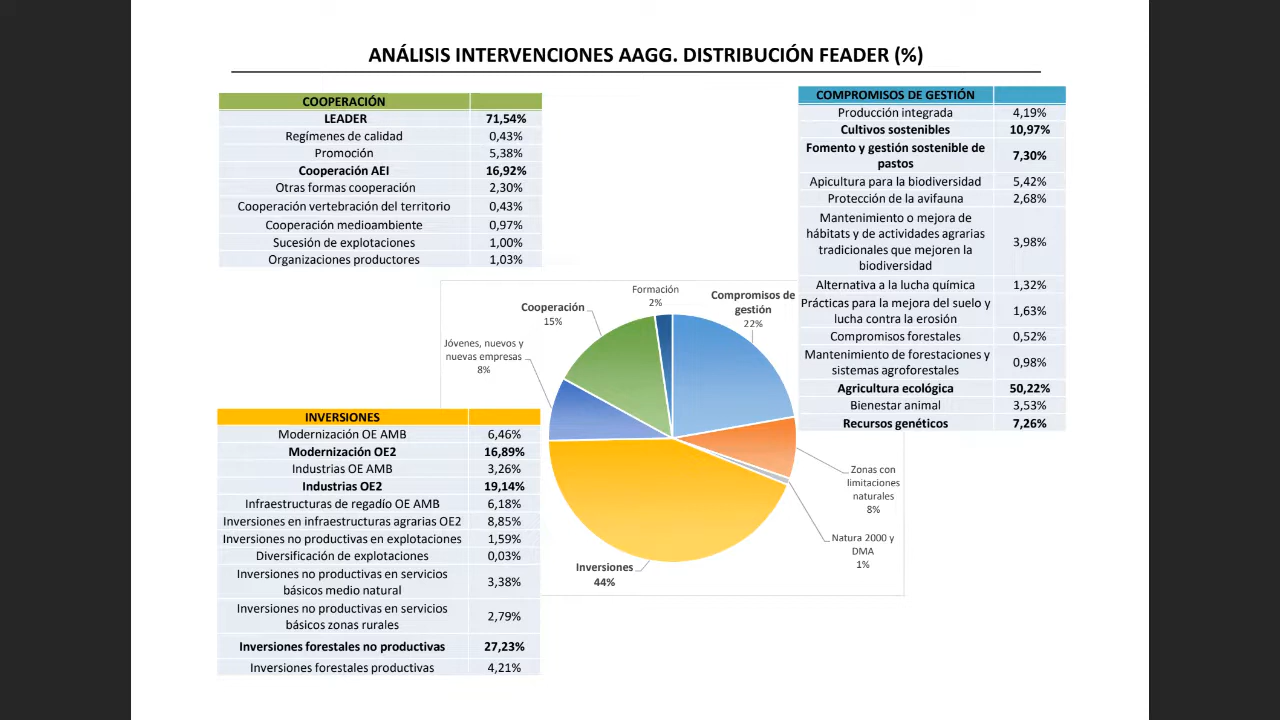 ANÁLISIS INTERVENCIONES AAGG. DISTRIBUCIÓN FEADER (%)
COOPERACIÓN
LEADER 71,54%
Regímenes de calidad 0,43%
Promoción 5,38%
Cooperación AEI 16,92%
Otras formas cooperación 2,30%
Cooperación vertebración del territorio 0,43%
Cooperación medioambiente 0,97%
Sucesión de explotaciones 1,00%
Organizaciones productores 1,03%
COMPROMISOS DE GESTIÓN
Producción integrada 4,19%
Cultivos sostenibles 10,97%
Fomento y gestión sostenible de
pastos 7,30%
Apicultura para la biodiversidad 5,42%
Protección de la avifauna 2,68%
Mantenimiento o mejora de
hábitats y de actividades agrarias
tradicionales que mejoren la
biodiversidad 3,98%
Alternativa a la lucha química 1,32%
Prácticas para la mejora del suelo y
lucha contra la erosión 1,63%
Compromisos forestales 0,52%
Mantenimiento de forestaciones y
sistemas agroforestales 0,98%
Agricultura ecológica 50,22%
Bienestar animal 3,53%
Recursos genéticos 7,26%
Formación
2%
Compromisos de
gestión
22%
Cooperación
15%
Jóvenes, nuevos y
nuevas empresas
8%
Zonas con
limitaciones
naturales
8%
Natura 2000 y
DMA
1%
Inversiones
44%
INVERSIONES
Modernización OE AMB 6,46%
Modernización OE2 16,89%
Industrias OE AMB 3,26%
Industrias OE2 19,14%
Infraestructuras de regadío OE AMB 6,18%
Inversiones en infraestructuras agrarias OE2 8,85%
Inversiones no productivas en explotaciones 1,59%
Diversificación de explotaciones 0,03%
Inversiones no productivas en servicios
básicos medio natural 3,38%
Inversiones no productivas en servicios
básicos zonas rurales 2,79%
Inversiones forestales no productivas 27,23%
Inversiones forestales productivas 4,21%